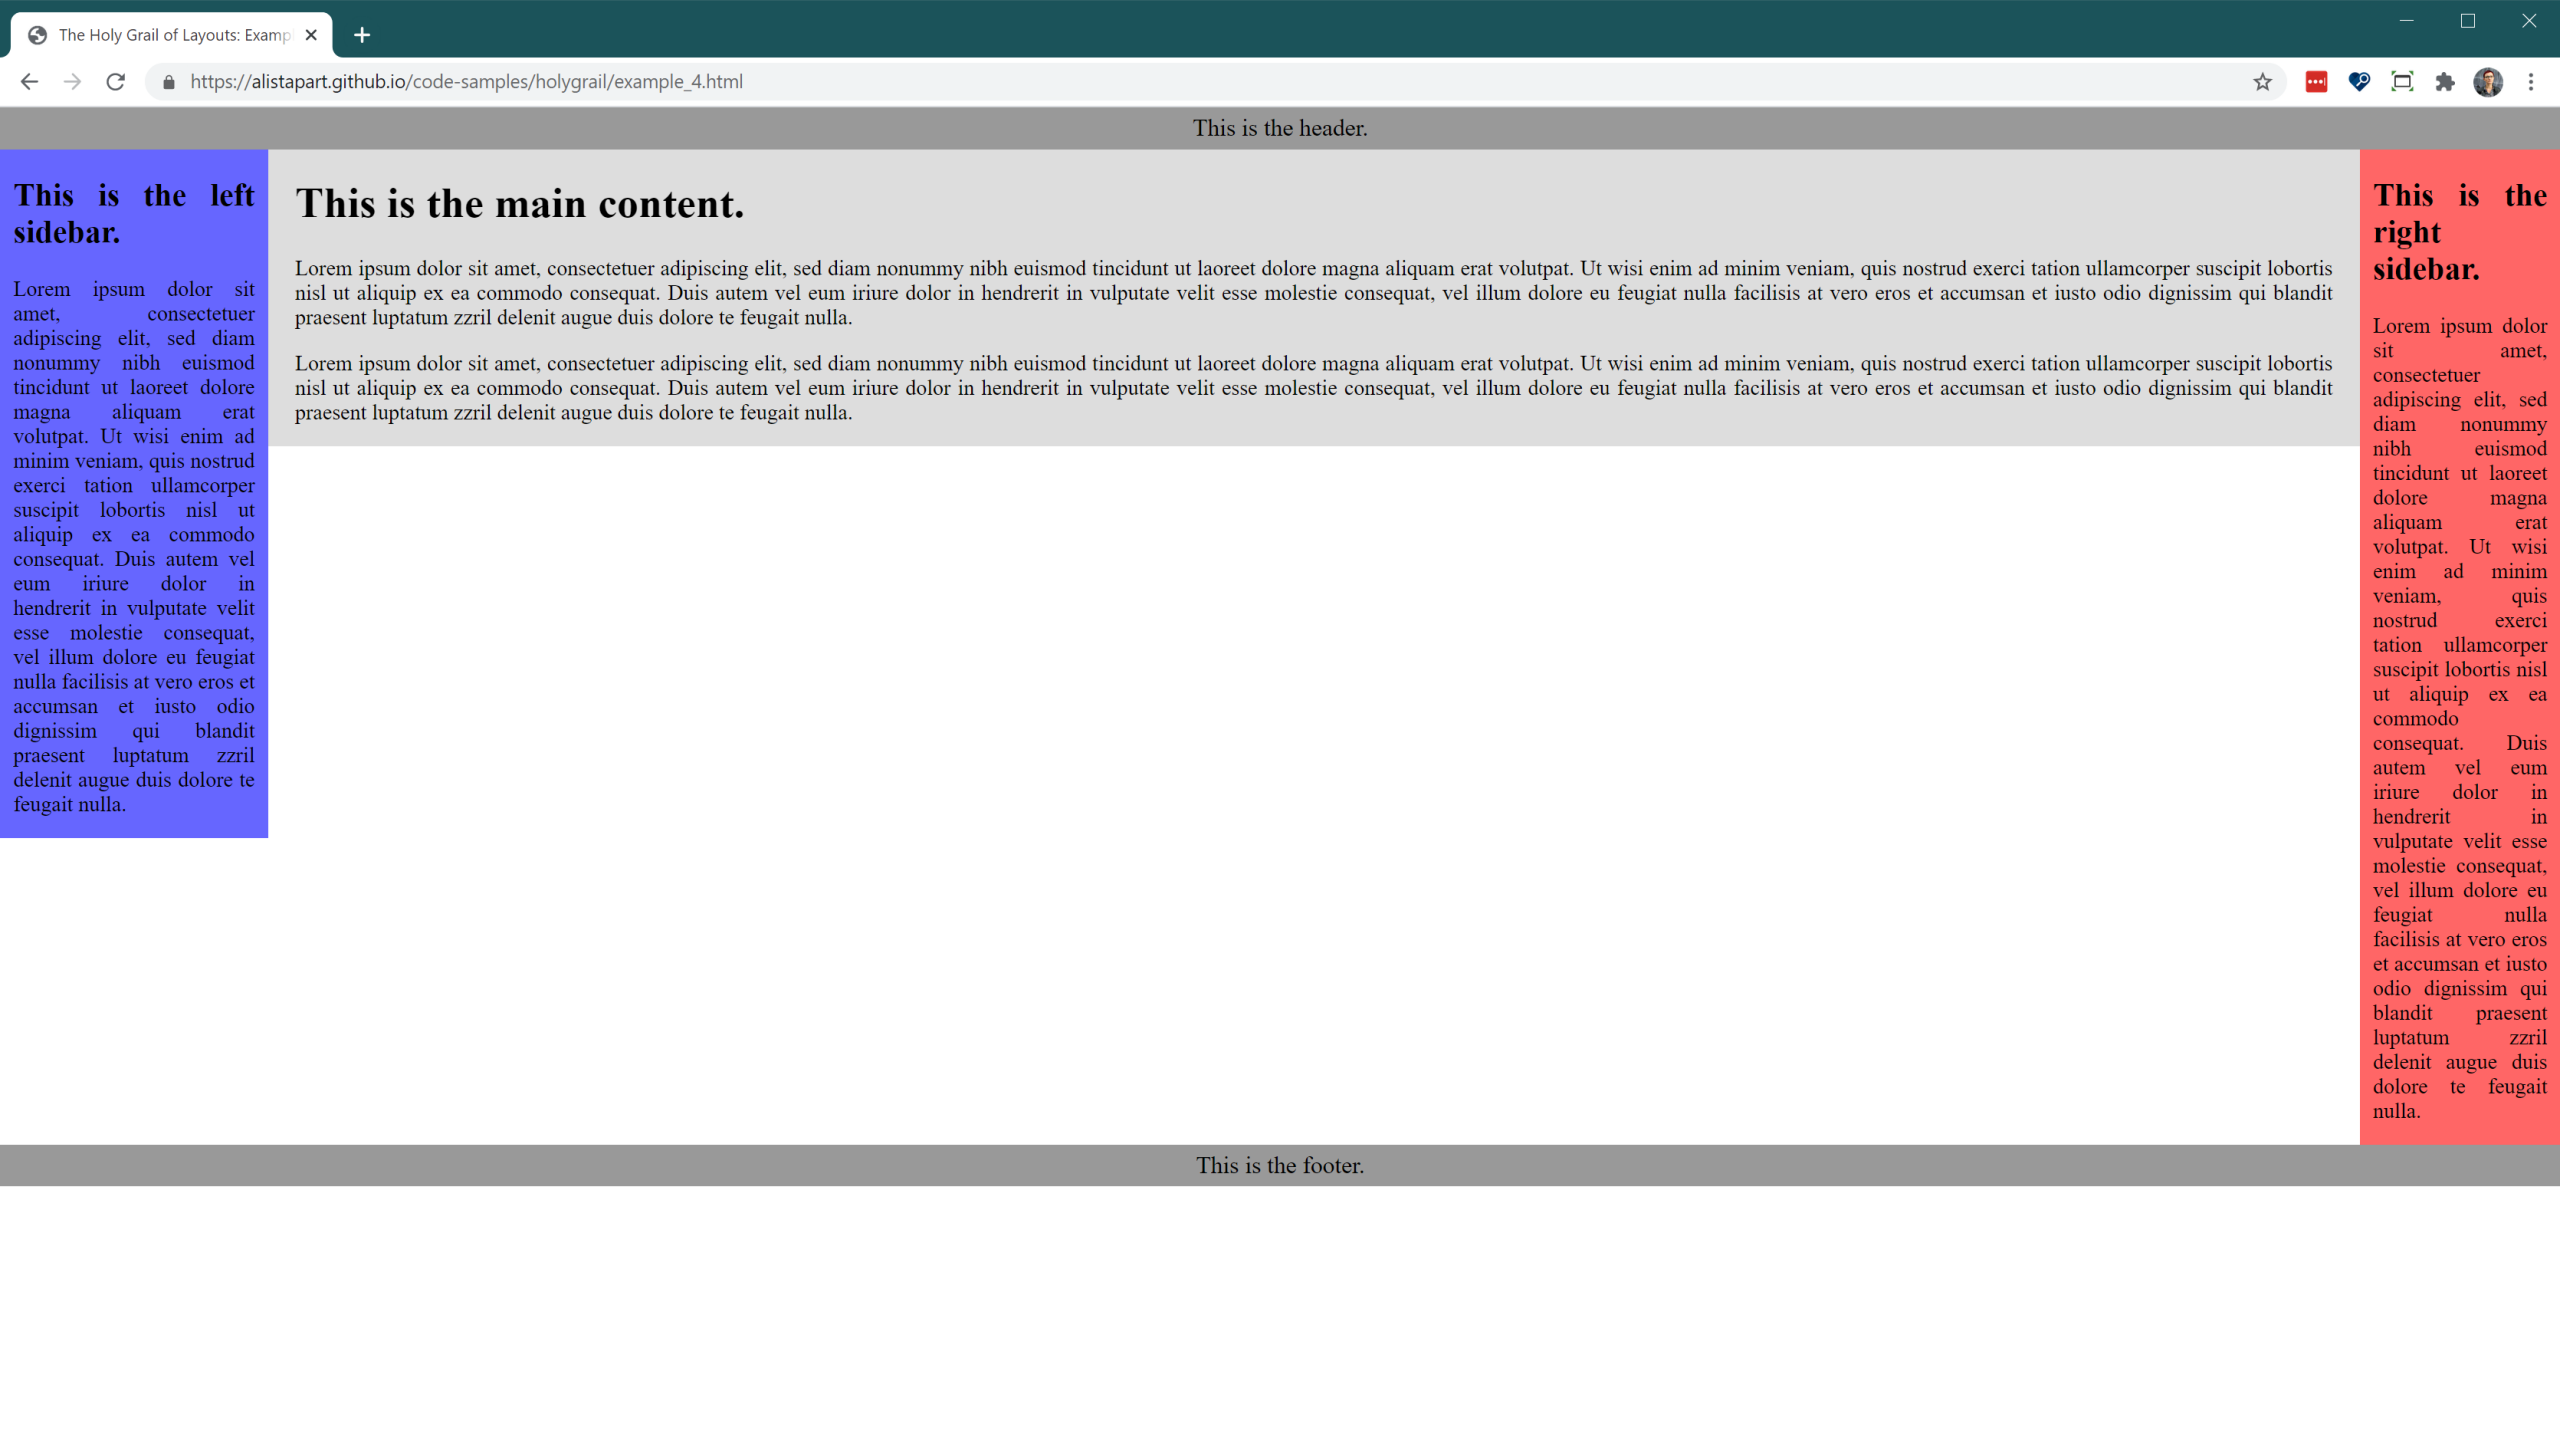 The Holy Grail of Layouts: Examp
https://alistapart.github.io/code-samples/holygrail/example_4.html
This is the header.
This is the left
sidebar.
Lorem ipsum dolor sit
amet, consectetuer
adipiscing elit, sed diam
nonummy nibh euismod
tincidunt ut laoreet dolore
magna aliquam erat
volutpat. Ut wisi enim ad
minim veniam, quis nostrud
exerci tation ullamcorper
suscipit lobortis nisl ut
aliquip ex ea commodo
consequat. Duis autem vel
eum iriure dolor in
hendrerit in vulputate velit
esse molestie consequat,
vel illum dolore eu feugiat
nulla facilisis at vero eros et
accumsan et iusto odio
dignissim qui blandit
praesent luptatum zzril
delenit augue duis dolore te
feugait nulla.
This is the main content.
Lorem ipsum dolor sit amet, consectetuer adipiscing elit, sed diam nonummy nibh euismod tincidunt ut laoreet dolore magna aliquam erat volutpat. Ut wisi enim ad minim veniam, quis nostrud exerci tation ullamcorper suscipit lobortis
nisl ut aliquip ex ea commodo consequat. Duis autem vel eum iriure dolor in hendrerit in vulputate velit esse molestie consequat, vel illum dolore eu feugiat nulla facilisis at vero eros et accumsan et iusto odio dignissim qui blandit
praesent luptatum zzril delenit augue duis dolore te feugait nulla.
Lorem ipsum dolor sit amet, consectetuer adipiscing elit, sed diam nonummy nibh euismod tincidunt ut laoreet dolore magna aliquam erat volutpat. Ut wisi enim ad minim veniam, quis nostrud exerci tation ullamcorper suscipit lobortis
nisl ut aliquip ex ea commodo consequat. Duis autem vel eum iriure dolor in hendrerit in vulputate velit esse molestie consequat, vel illum dolore eu feugiat nulla facilisis at vero eros et accumsan et iusto odio dignissim qui blandit
praesent luptatum zzril delenit augue duis dolore te feugait nulla.
This is the
right
sidebar.
Lorem ipsum dolor
sit amet,
consectetuer
adipiscing elit, sed
diam nonummy
nibh euismod
tincidunt ut laoreet
dolore magna
aliquam erat
volutpat. Ut wisi
enim ad minim
veniam, quis
nostrud exerci
tation ullamcorper
suscipit lobortis nisl
ut aliquip ex ea
commodo
consequat. Duis
autem vel eum
iriure dolor in
hendrerit in
vulputate velit esse
molestie consequat,
vel illum dolore eu
feugiat nulla
facilisis at vero eros
et accumsan et iusto
odio dignissim qui
blandit praesent
luptatum zzril
delenit augue duis
dolore te feugait
nulla.
This is the footer.